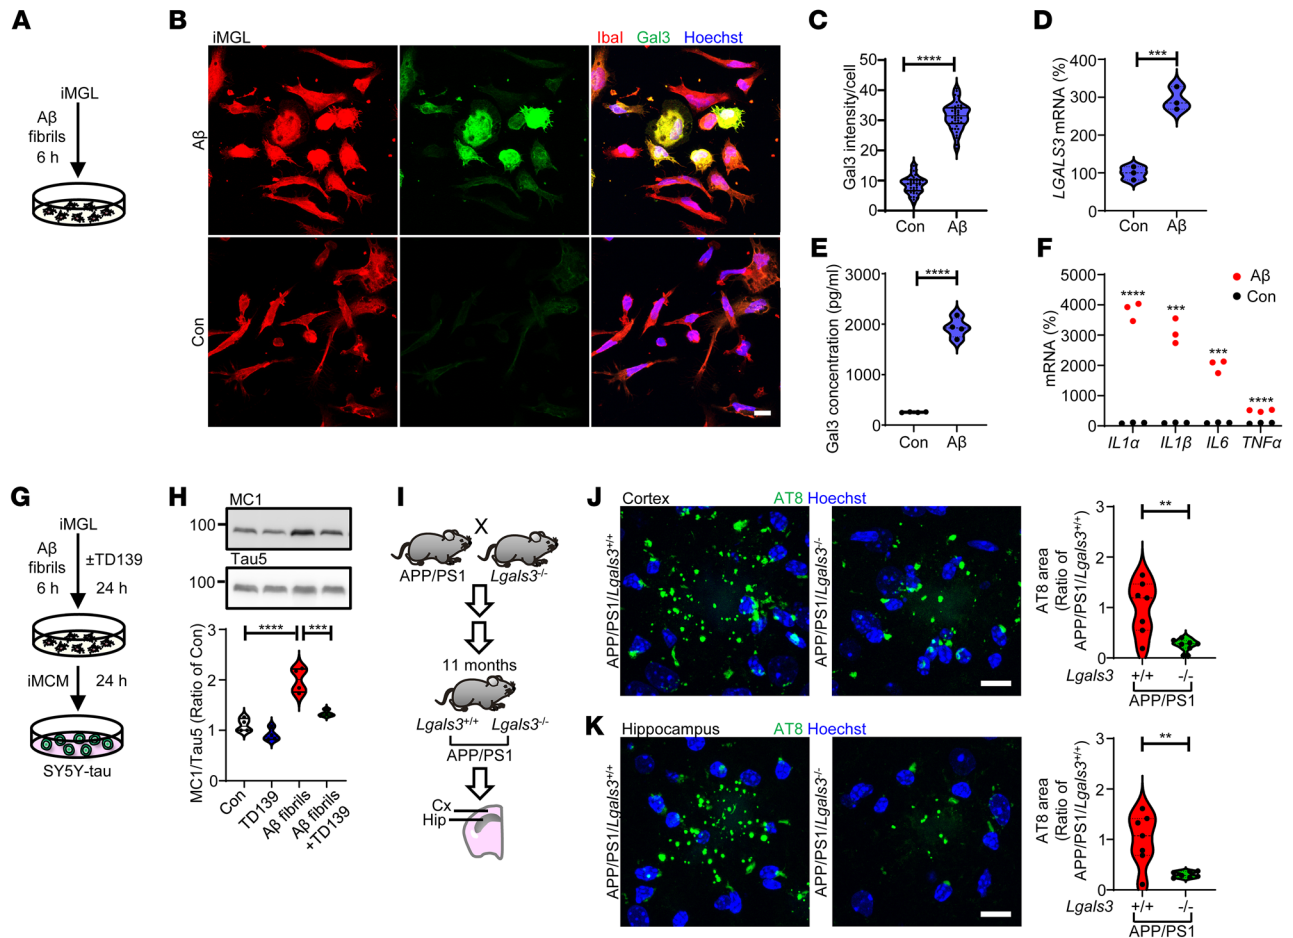 A
iMGL
Aβ
fibrils
6 h
B
iMGL
Ibal Gal3 Hoechst
Aβ
Con
C
Gal3 intensity/cell
50
40
30
20
10
0
****
Con Aβ
D
LGALS3 mRNA (%)
400
300
200
100
0
***
Con Aβ
E
Gal3 concentration (pg/ml)
3000
2000
1000
0
****
Con Aβ
F
mRNA (%)
5000
4000
3000
2000
1000
0
Aβ
Con
****
***
***
****
IL1α IL1β IL6 TNFα
G
iMGL
Aβ
fibrils
6 h
±TD139
24 h
iMCM 24 h
SY5Y-tau
H
MC1
100
Tau5
100
MC1/Tau5 (Ratio of Con)
3
2
1
0
**** ***
Con
TD139
Aβ fibrils
Aβ fibrils
+TD139
I
X
APP/PS1 Lgals3-/-
11 months
Lgals3+/+ Lgals3-/-
APP/PS1
Cx
Hip
J
Cortex AT8 Hoechst
APP/PS1/Lgals3+/+
APP/PS1/Lgals3-/-
AT8 area
(Ratio of
APP/PS1/Lgals3+/+)
3
2
1
0
**
Lgals3 +/+ -/-
APP/PS1
K
Hippocampus AT8 Hoechst
APP/PS1/Lgals3+/+
APP/PS1/Lgals3-/-
AT8 area
(Ratio of
APP/PS1/Lgals3+/+)
3
2
1
0
**
Lgals3 +/+ -/-
APP/PS1